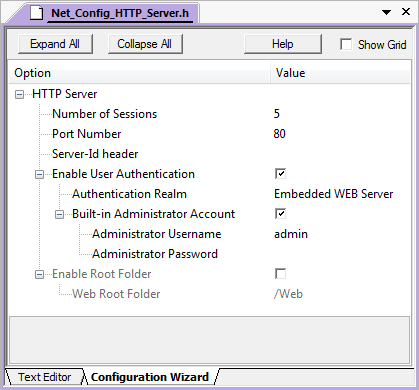 Net_Config_HTTP_Server.h
Expand All Collapse All Help Show Grid
Option Value
HTTP Server
Number of Sessions 5
Port Number 80
Server-Id header
Enable User Authentication
Authentication Realm Embedded WEB Server
Built-in Administrator Account
Administrator Username admin
Administrator Password
Enable Root Folder
Web Root Folder /Web
Text Editor Configuration Wizard